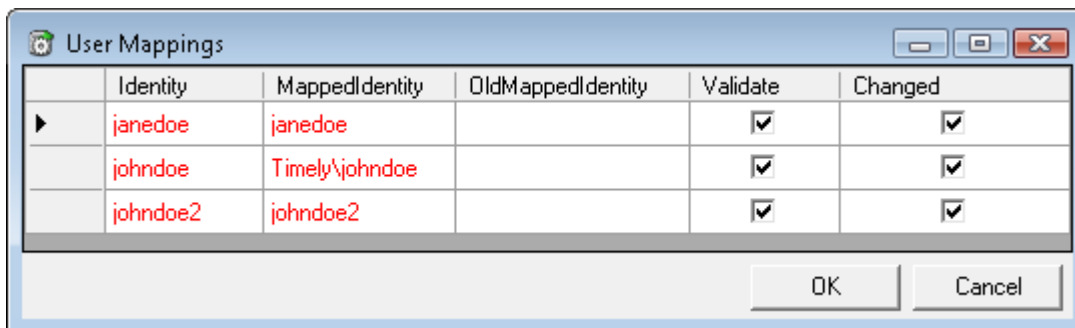 User Mappings
Identity MappedIdentity OldMappedIdentity Validate Changed
janedoe janedoe
johndoe Timely\johndoe
johndoe2 johndoe2
OK Cancel